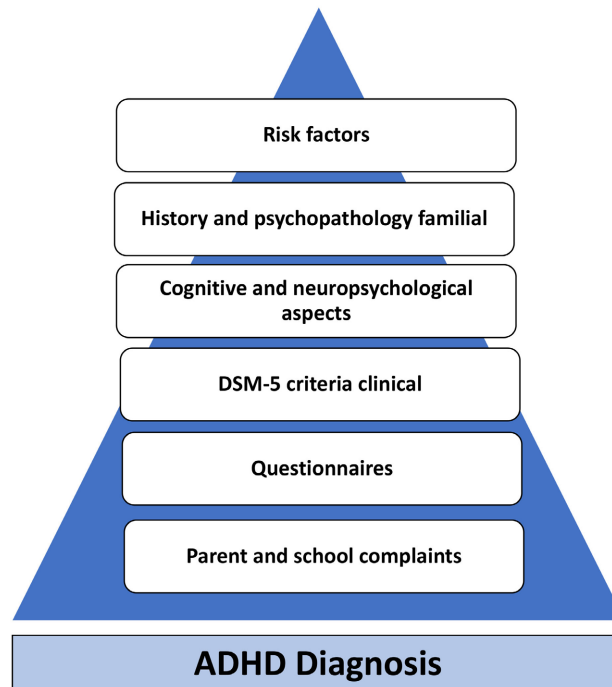 Risk factors
History and psychopathology familial
Cognitive and neuropsychological
aspects
DSM-5 criteria clinical
Questionnaires
Parent and school complaints
ADHD Diagnosis